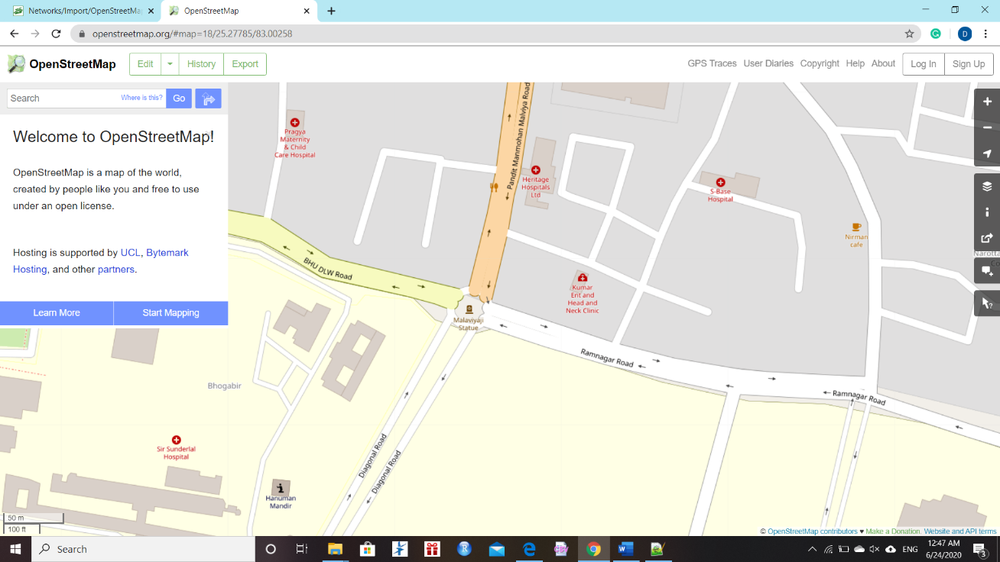 Networks/Import/OpenStreetMa
OpenStreetMap
openstreetmap.org/#map=18/25.27785/83.00258
D
OpenStreetMap
Edit
History
Export
GPS Traces
User Diaries
Copyright
Help
About
Log In
Sign Up
Search
Where is this?
Go
Welcome to OpenStreetMap!
OpenStreetMap is a map of the world,
created by people like you and free to use
under an open license.
Hosting is supported by UCL, Bytemark
Hosting, and other partners.
Learn More
Start Mapping
Pragya
Maternity
& Child
Care Hospital
Pandit Manmohan Malviya Road
Heritage
Hospitals
Ltd
S-Base
Hospital
Nirman
cafe
Narotta
Co
BHU DLW Road
Kumar
Ent and
Head and
Neck Clinic
Malaviyaji
Statue
Ramnagar Road
Ramnagar Road
Bhogabir
Diagonal Road
Diagonal Road
Sir Sunderlal
Hospital
Hanuman
Mandir
50 m
100 ft
© OpenStreetMap contributors ♥ Make a Donation. Website and API terms
Search
R
ENG
12:47 AM
6/24/2020
3